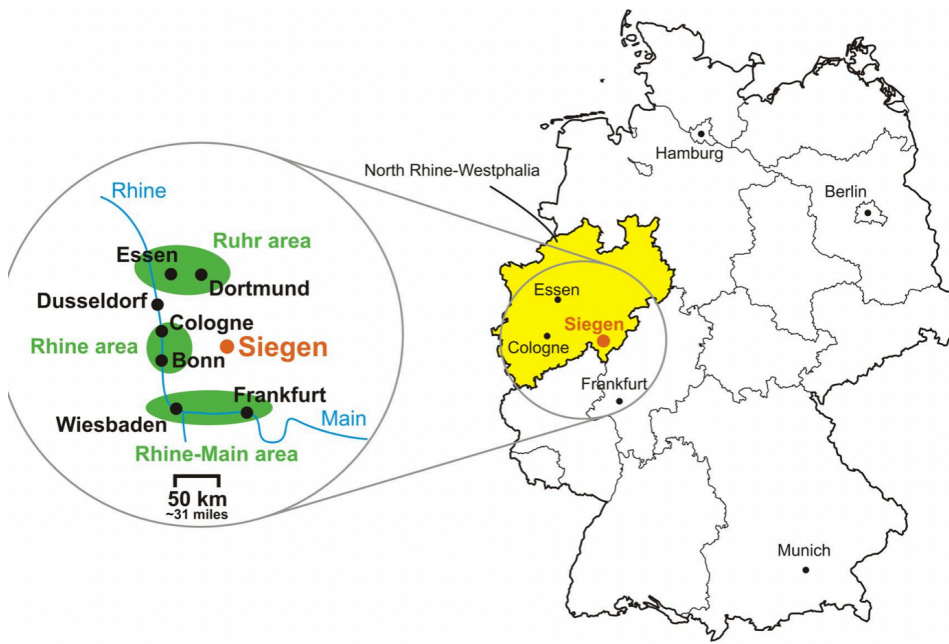 Rhine
Ruhr area
Essen
Dortmund
Dusseldorf
Cologne
Rhine area
Siegen
Bonn
Frankfurt
Wiesbaden
Main
Rhine-Main area
50 km
~31 miles
North Rhine-Westphalia
Hamburg
Berlin
Essen
Siegen
Cologne
Frankfurt
Munich